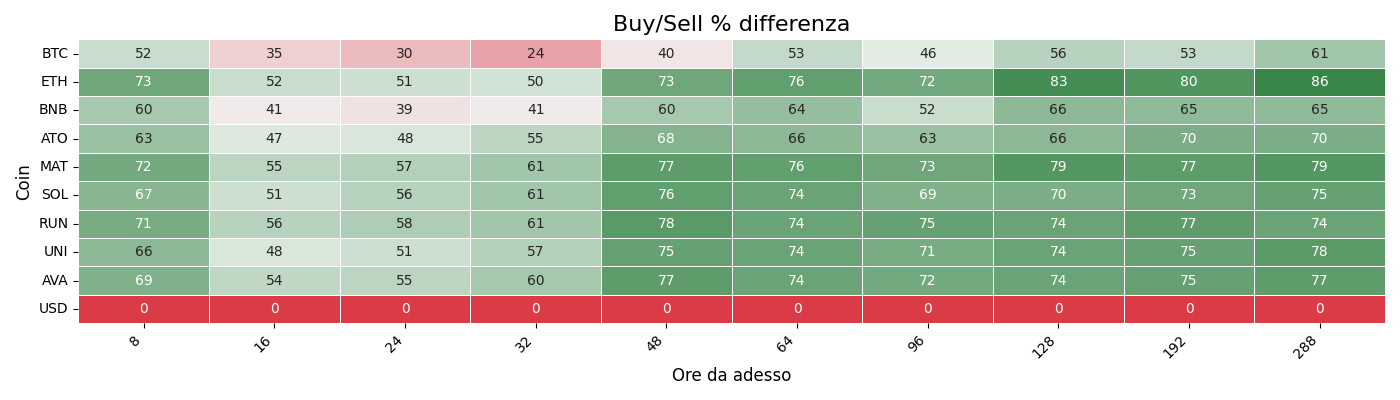 Buy/Sell % differenza
BTC 52 35 30 24 40 53 46 56 53 61
ETH 73 52 51 50 73 76 72 83 80 86
BNB 60 41 39 41 60 64 52 66 65 65
ATO 63 47 48 55 68 66 63 66 70 70
MAT 72 55 57 61 77 76 73 79 77 79
SOL 67 51 56 61 76 74 69 70 73 75
RUN 71 56 58 61 78 74 75 74 77 74
UNI 66 48 51 57 75 74 71 74 75 78
AVA 69 54 55 60 77 74 72 74 75 77
USD 0 0 0 0 0 0 0 0 0 0
8 16 24 32 48 64 96 128 192 288
Coin
Ore da adesso